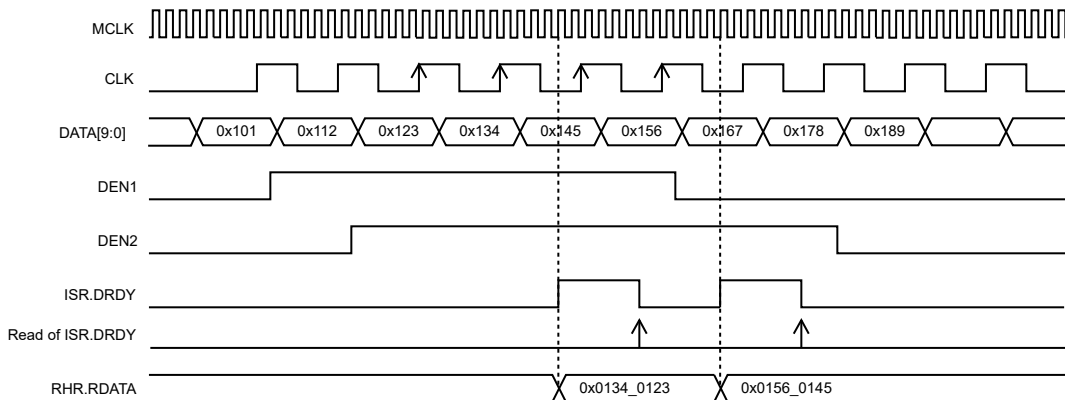 MCLK
CLK
DATA[9:0] 0x101 0x112 0x123 0x134 0x145 0x156 0x167 0x178 0x189
DEN1
DEN2
ISR.DRDY
Read of ISR.DRDY
RHR.RDATA 0x0134_0123 0x0156_0145